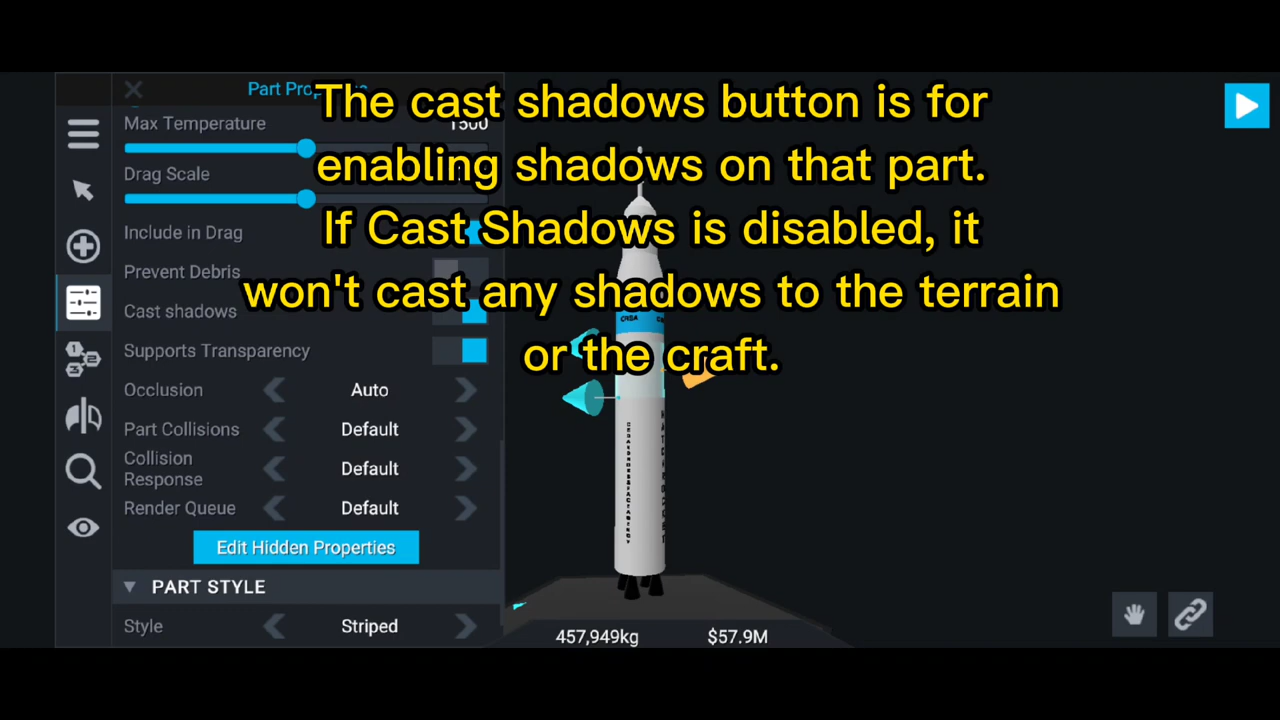 Part Properties
The cast shadows button is for
enabling shadows on that part.
If Cast Shadows is disabled, it
won't cast any shadows to the terrain
or the craft.
Max Temperature 1500
Drag Scale
Include in Drag
Prevent Debris
Cast shadows
Supports Transparency
Occlusion Auto
Part Collisions Default
Collision
Response Default
Render Queue Default
Edit Hidden Properties
PART STYLE
Style Striped
457,949kg $57.9M